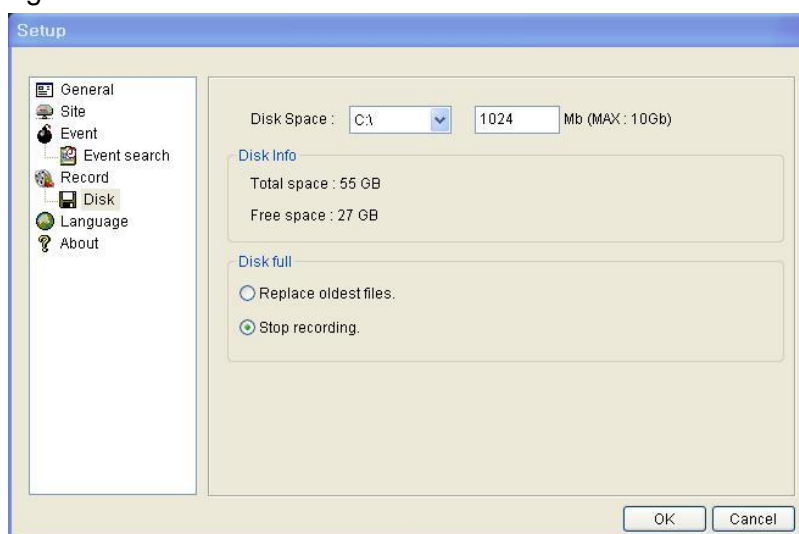 Setup
General
Site
Event
Event search
Record
Disk
Language
About
Disk Space : C:\ 1024 Mb (MAX : 10Gb)
Disk Info
Total space : 55 GB
Free space : 27 GB
Disk full
Replace oldest files.
Stop recording.
OK Cancel